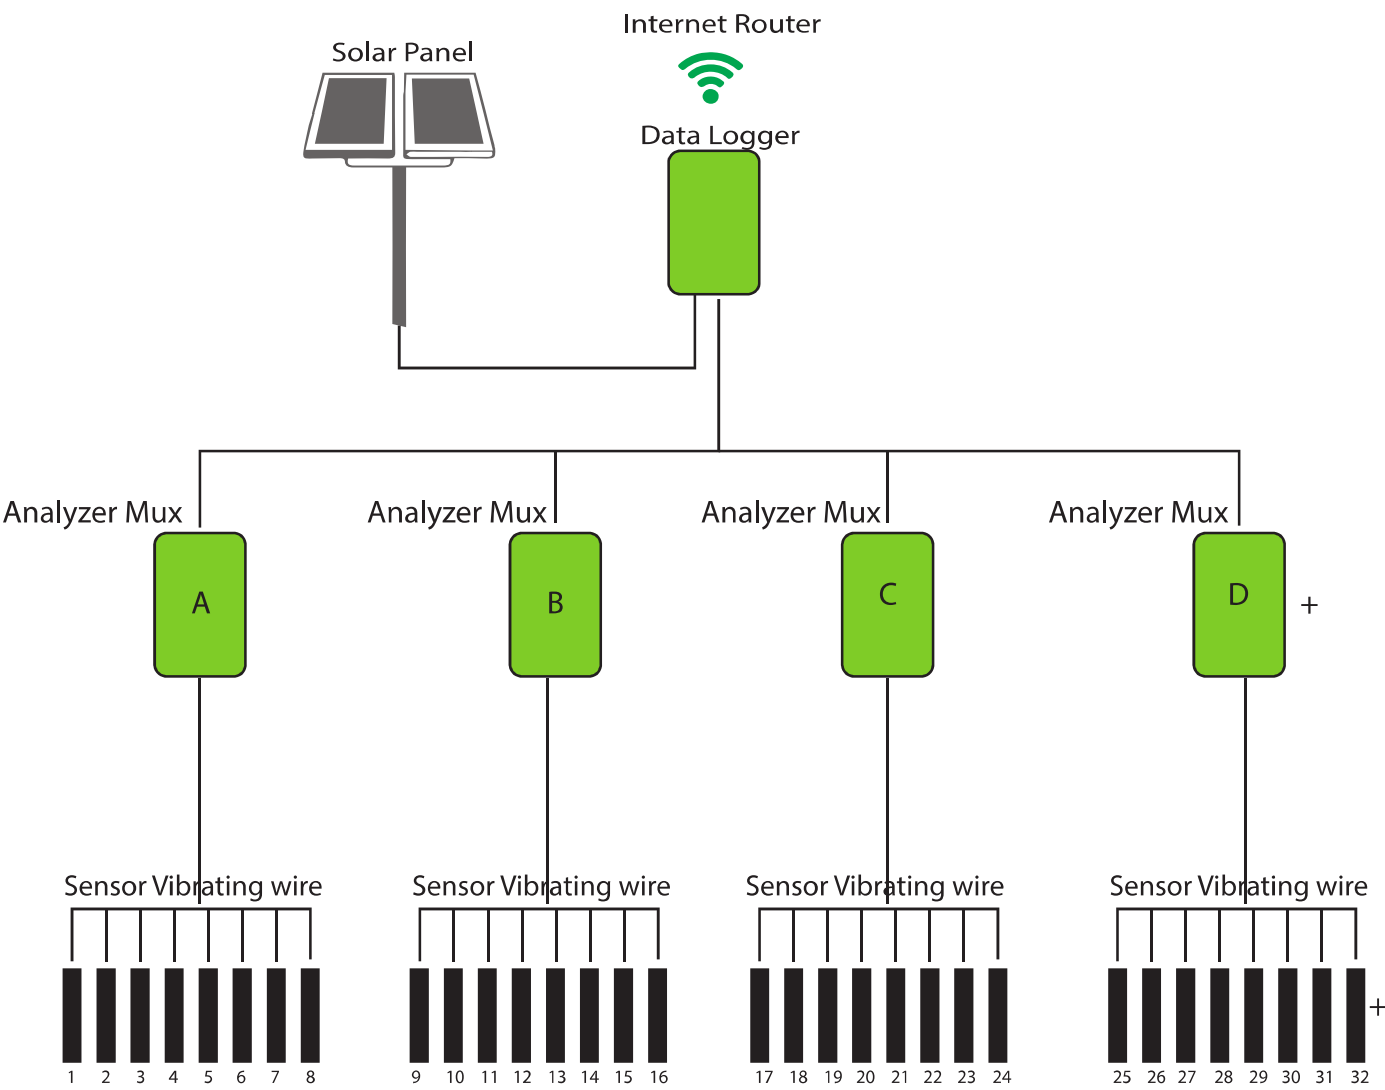 Internet Router
Solar Panel
Data Logger
Analyzer Mux Analyzer Mux Analyzer Mux Analyzer Mux
A B C D +
Sensor Vibrating wire Sensor Vibrating wire Sensor Vibrating wire Sensor Vibrating wire
+
1 2 3 4 5 6 7 8 9 10 11 12 13 14 15 16 17 18 19 20 21 22 23 24 25 26 27 28 29 30 31 32